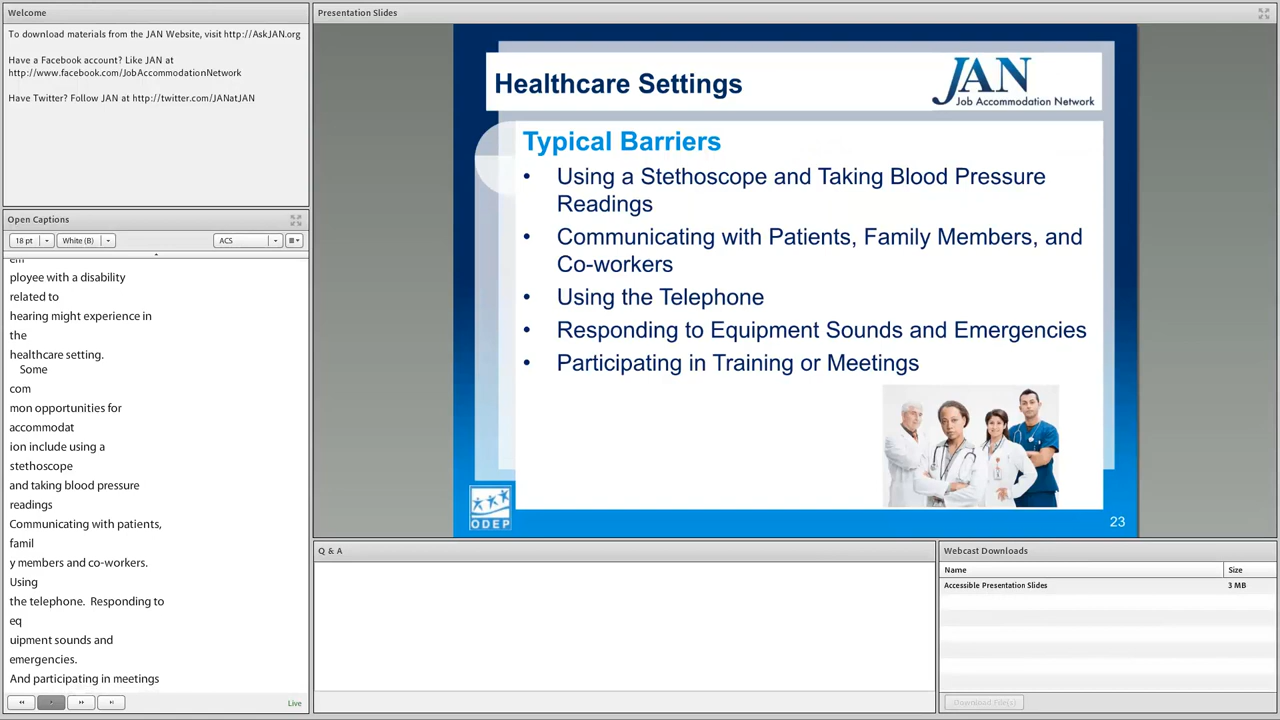 Welcome
To download materials from the JAN Website, visit http://AskJAN.org
Have a Facebook account? Like JAN at
http://www.facebook.com/JobAccommodationNetwork
Have Twitter? Follow JAN at http://twitter.com/JANatJAN
Open Captions
18 pt
White (B)
ACS
em
ployee with a disability
related to
hearing might experience in
the
healthcare setting.
Some
com
mon opportunities for
accommodat
ion include using a
stethoscope
and taking blood pressure
readings
Communicating with patients,
famil
y members and co-workers.
Using
the telephone. Responding to
eq
uipment sounds and
emergencies.
And participating in meetings
Live
Presentation Slides
Healthcare Settings
JAN
Job Accommodation Network
Typical Barriers
• Using a Stethoscope and Taking Blood Pressure
Readings
• Communicating with Patients, Family Members, and
Co-workers
• Using the Telephone
• Responding to Equipment Sounds and Emergencies
• Participating in Training or Meetings
ODEP
23
Q & A
Webcast Downloads
Name Size
Accessible Presentation Slides 3 MB
Download File(s)